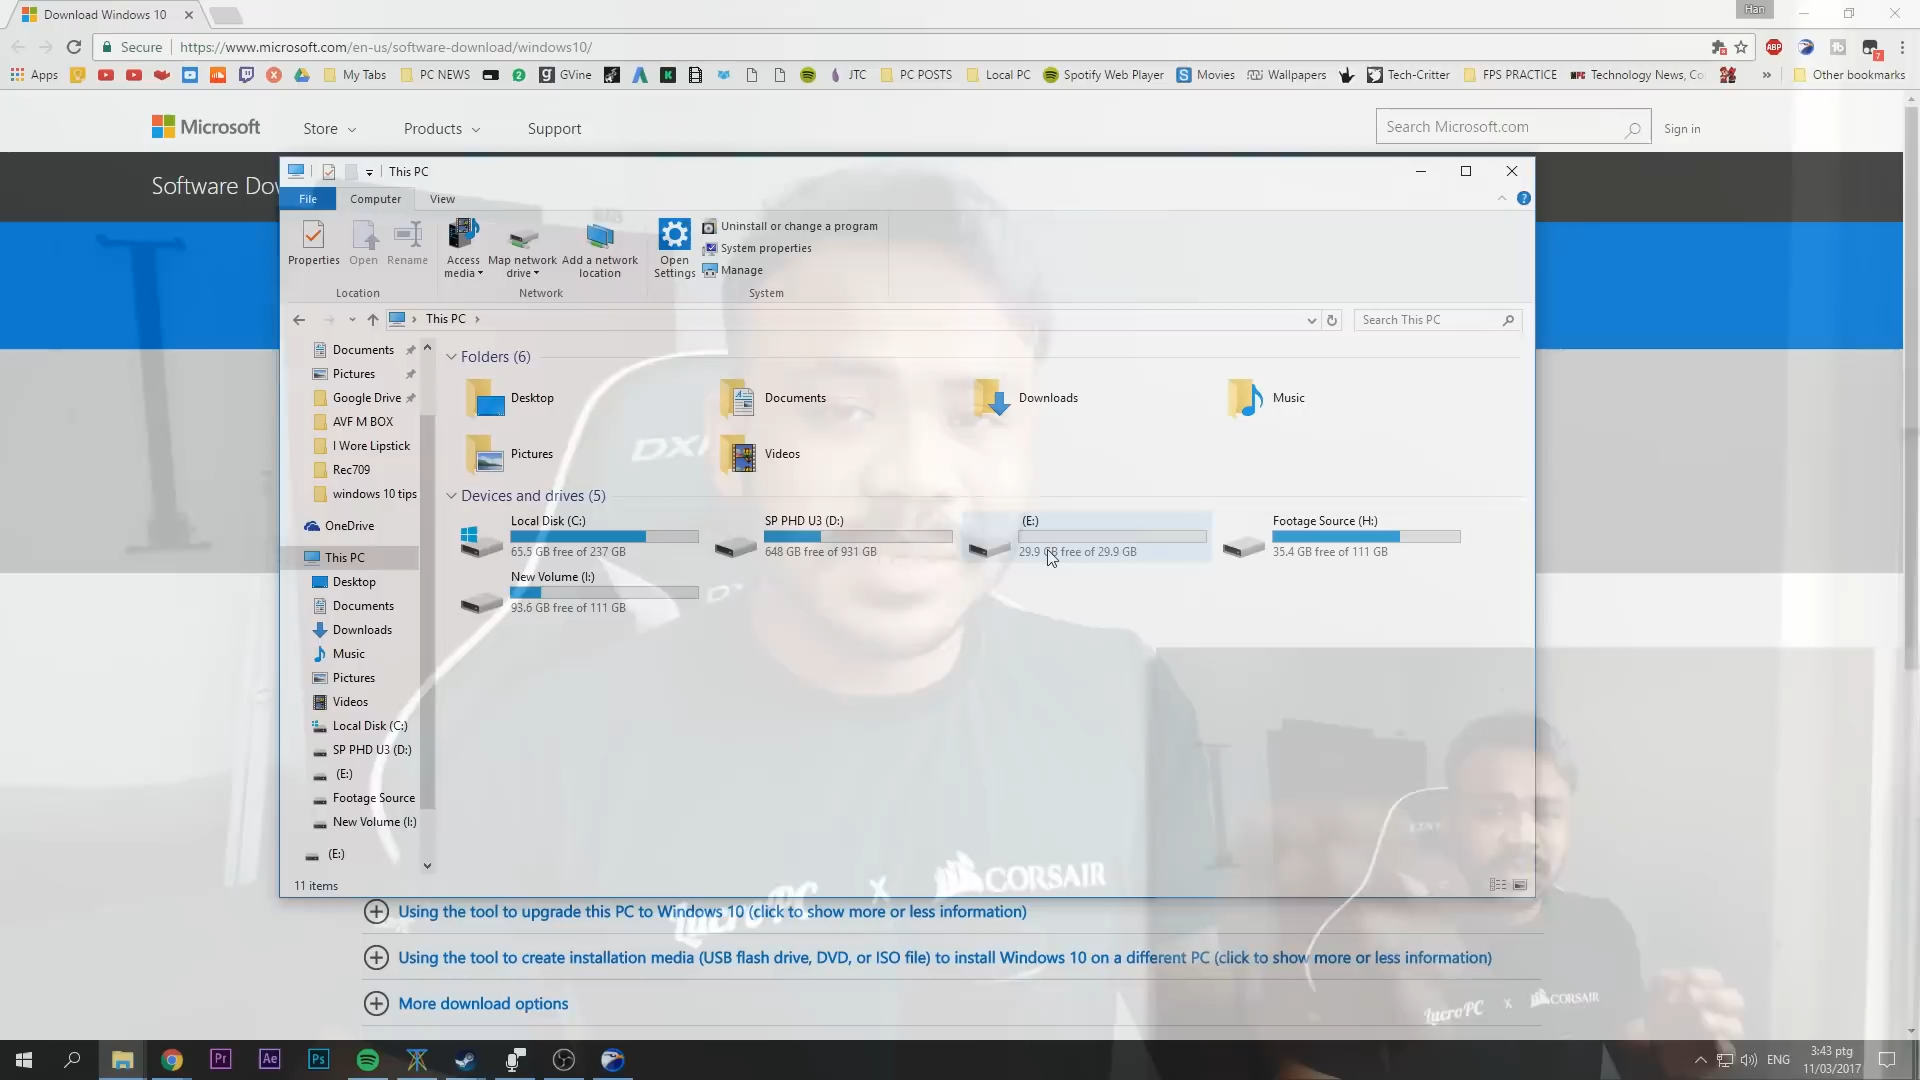 Download Windows 10
Han
Secure
https://www.microsoft.com/en-us/software-download/windows10/
Apps
My Tabs
PC NEWS
GVine
JTC
PC POSTS
Local PC
Spotify Web Player
Movies
Wallpapers
Tech-Critter
FPS PRACTICE
Technology News, Co
Other bookmarks
Microsoft
Store
Products
Support
Search Microsoft.com
Sign in
Software Dow
This PC
File
Computer
View
Properties
Open
Rename
Access media
Map network drive
Add a network location
Open Settings
Uninstall or change a program
System properties
Manage
Location
Network
System
This PC
Search This PC
Documents
Pictures
Google Drive
AVF M BOX
I Wore Lipstick
Rec709
windows 10 tips
OneDrive
This PC
Desktop
Documents
Downloads
Music
Pictures
Videos
Local Disk (C:)
SP PHD U3 (D:)
(E:)
Footage Source
New Volume (I:)
(E:)
Folders (6)
Desktop
Documents
Downloads
Music
Pictures
Videos
Devices and drives (5)
Local Disk (C:)
65.5 GB free of 237 GB
SP PHD U3 (D:)
648 GB free of 931 GB
(E:)
29.9 GB free of 29.9 GB
Footage Source (H:)
35.4 GB free of 111 GB
New Volume (I:)
93.6 GB free of 111 GB
11 items
LucroPC X CORSAIR
Using the tool to upgrade this PC to Windows 10 (click to show more or less information)
Using the tool to create installation media (USB flash drive, DVD, or ISO file) to install Windows 10 on a different PC (click to show more or less information)
More download options
LucroPC X CORSAIR
Pr
Ae
Ps
ENG
3:43 ptg
11/03/2017